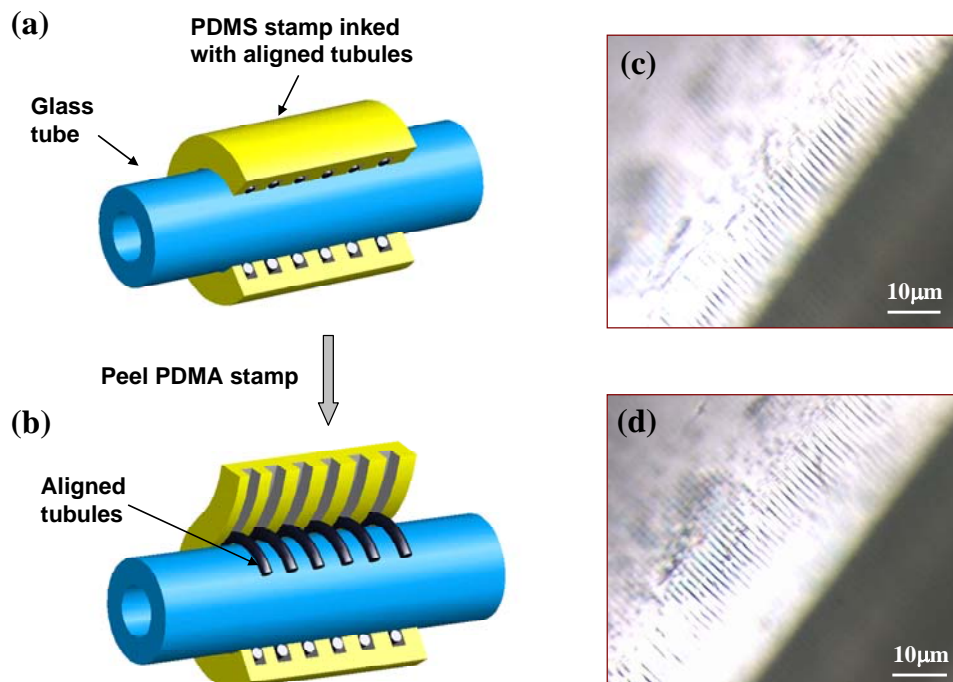 (a)
PDMS stamp inked
with aligned tubules
Glass
tube
Peel PDMA stamp
(b)
Aligned
tubules
(c)
10μm
(d)
10μm